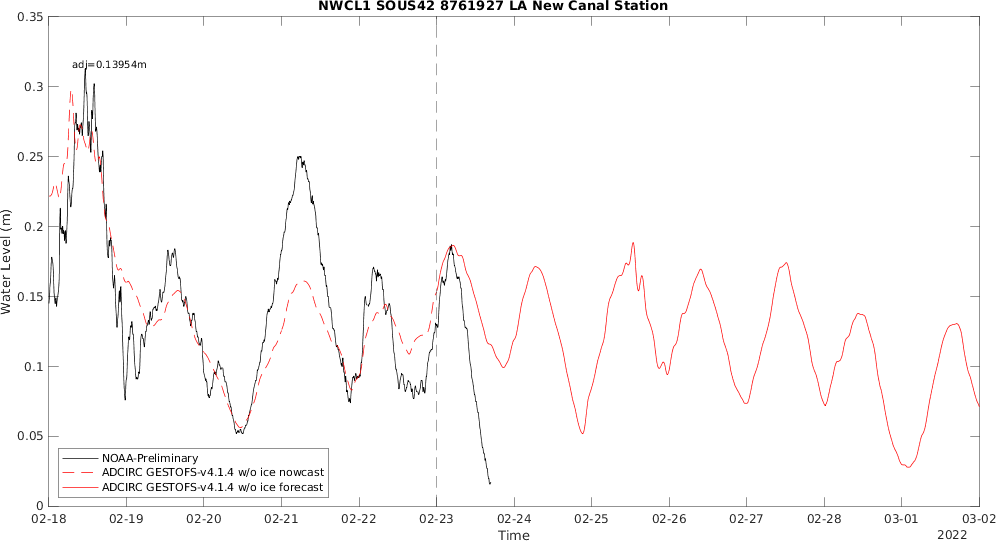 NWCL1 SOUS42 8761927 LA New Canal Station
0.35
adj=0.13954m
0.3
0.25
0.2
Water Level (m)
0.15
0.1
0.05
NOAA-Preliminary
ADCIRC GESTOFS-v4.1.4 w/o ice nowcast
ADCIRC GESTOFS-v4.1.4 w/o ice forecast
0
02-18 02-19 02-20 02-21 02-22 02-23 02-24 02-25 02-26 02-27 02-28 03-01 03-02
Time
2022